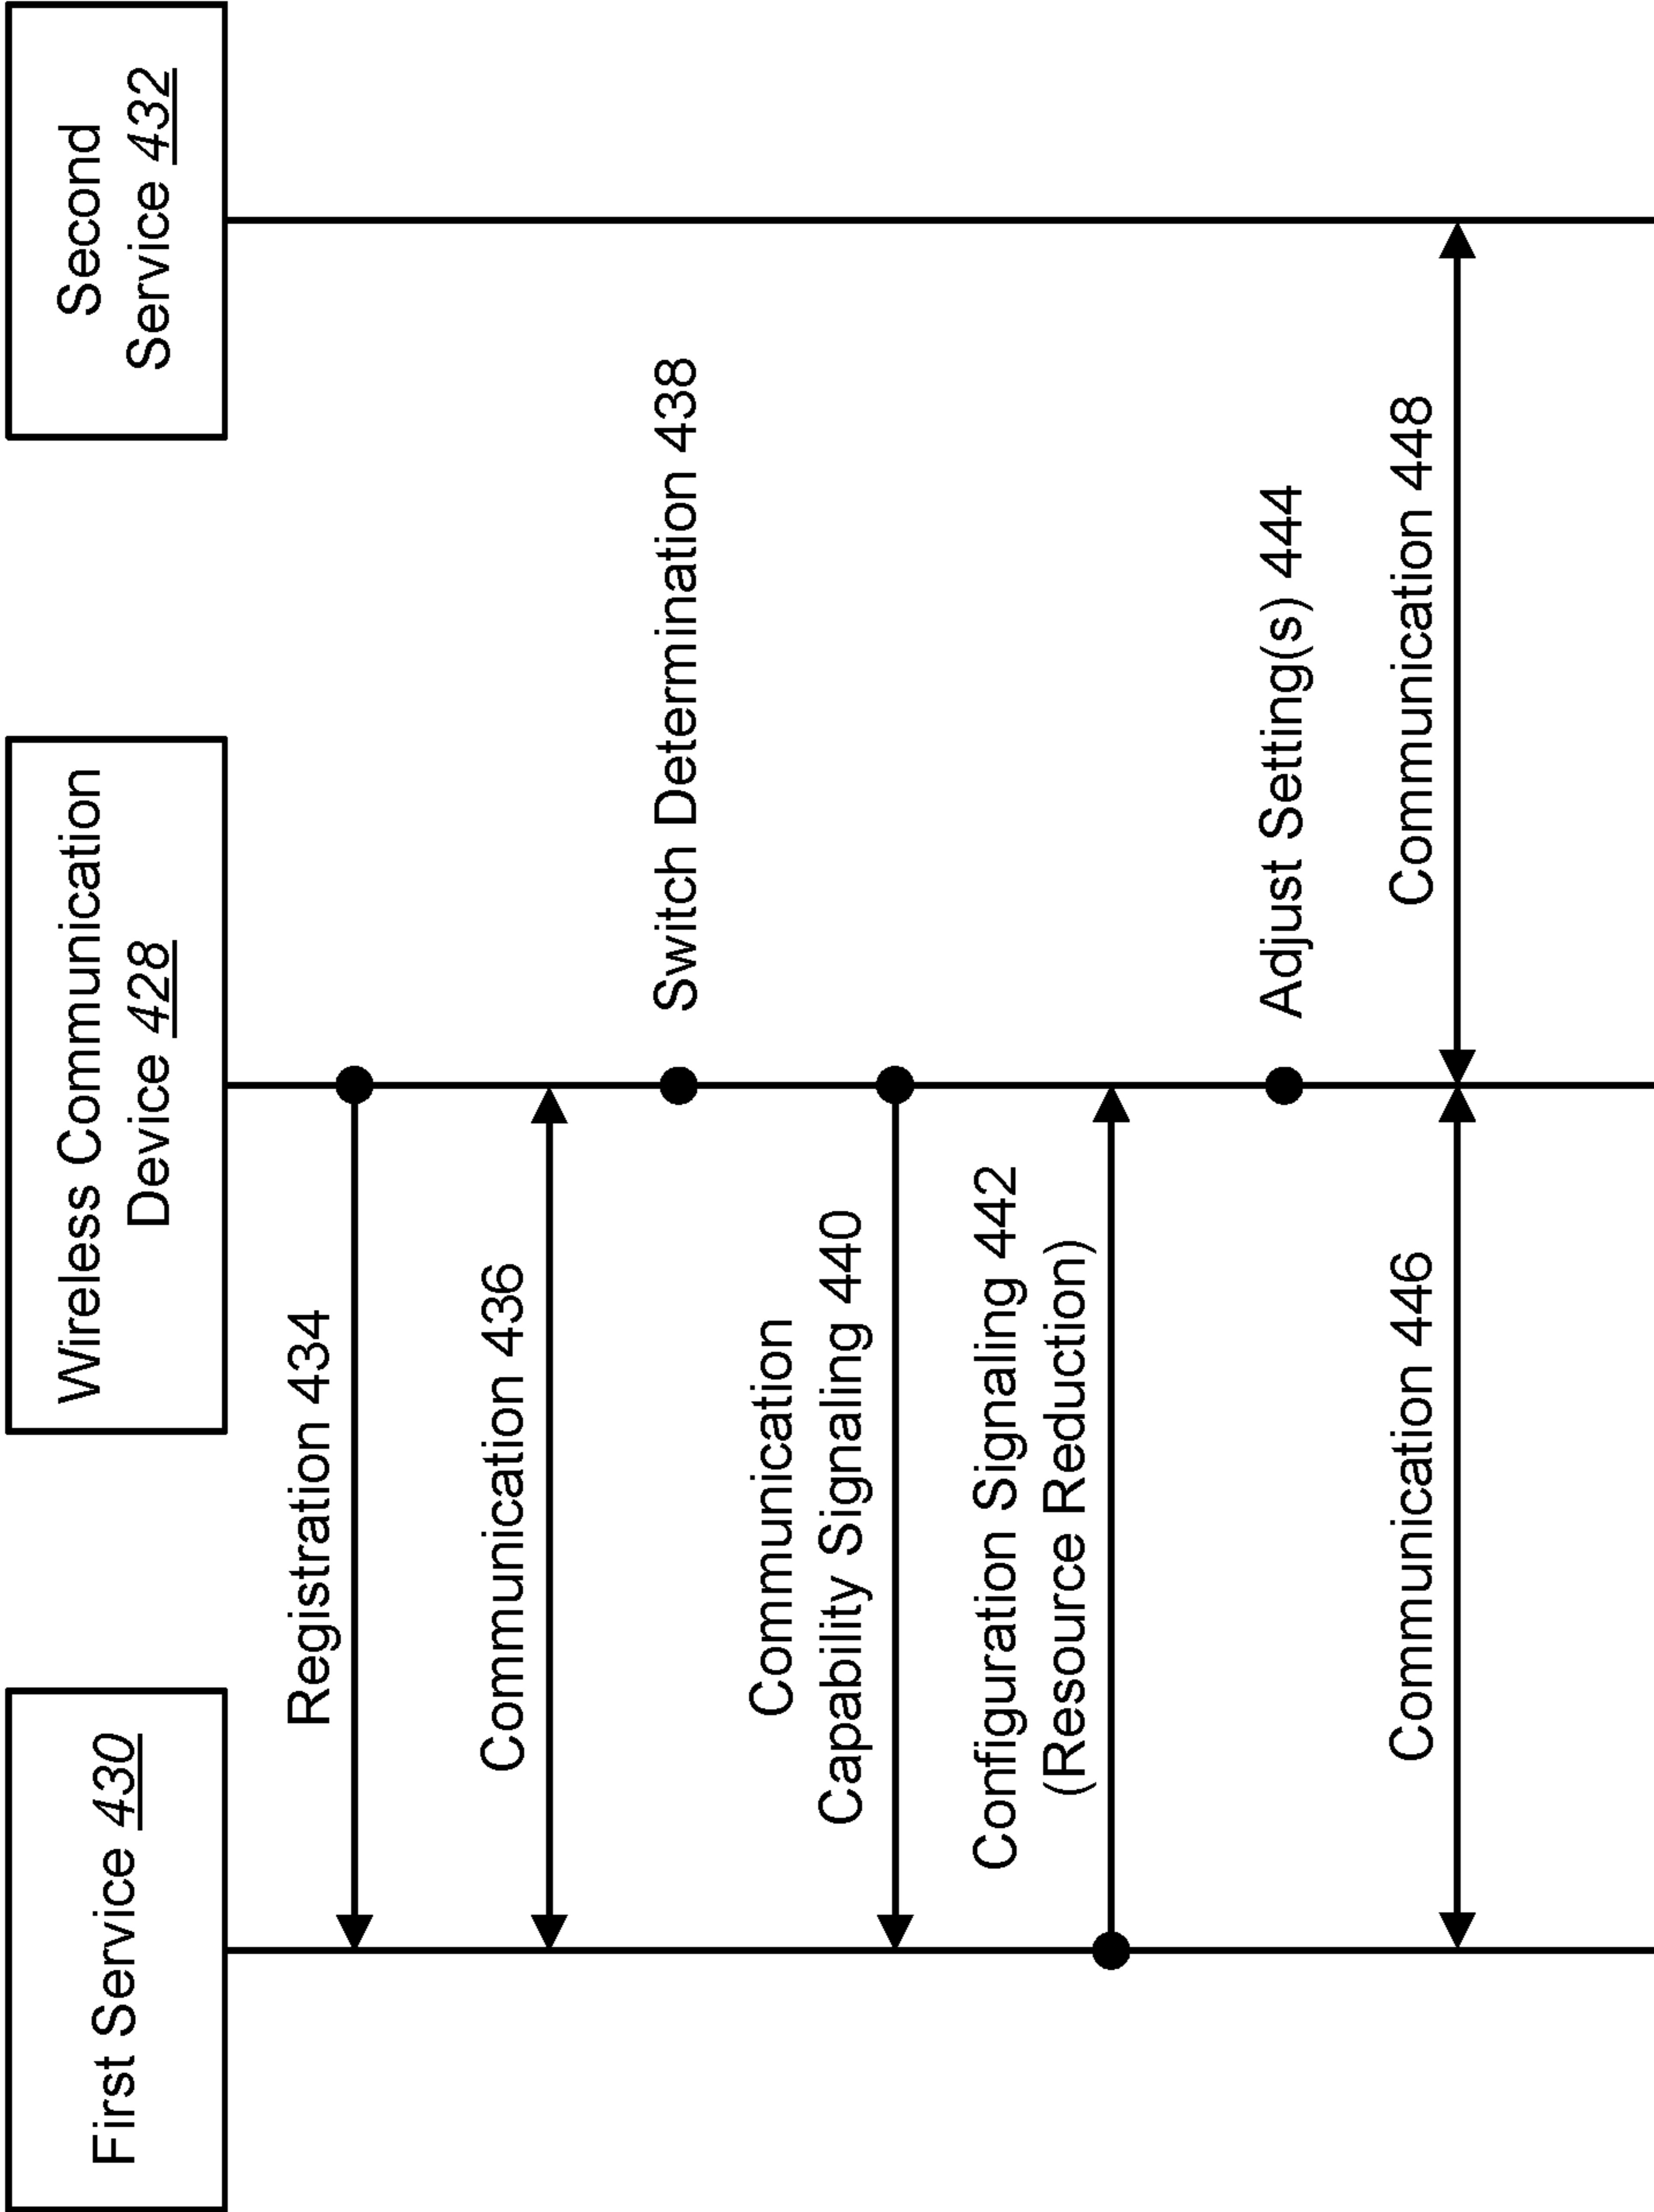 First Service 430
Wireless Communication
Device 428
Second
Service 432
Registration 434
Communication 436
Switch Determination 438
Communication
Capability Signaling 440
Configuration Signaling 442
(Resource Reduction)
Adjust Setting(s) 444
Communication 446
Communication 448